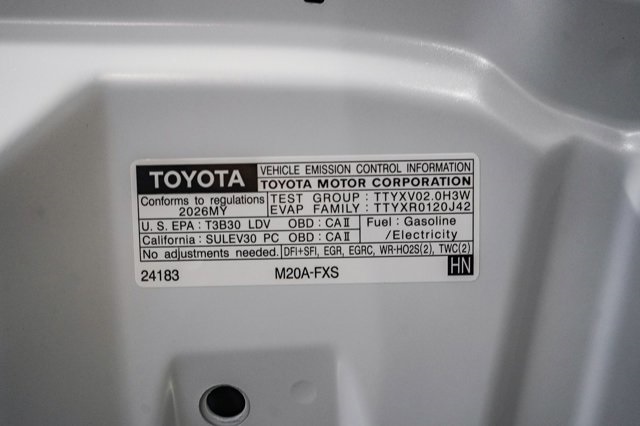 TOYOTA
VEHICLE EMISSION CONTROL INFORMATION
TOYOTA MOTOR CORPORATION
Conforms to regulations
2026MY
TEST GROUP : TTYXV02.0H3W
EVAP FAMILY : TTYXR0120J42
U. S. EPA : T3B30 LDV OBD : CAⅡ
California : SULEV30 PC OBD : CAⅡ
Fuel : Gasoline
/Electricity
No adjustments needed.
DFI+SFI, EGR, EGRC, WR-HO2S(2), TWC(2)
24183
M20A-FXS
HN